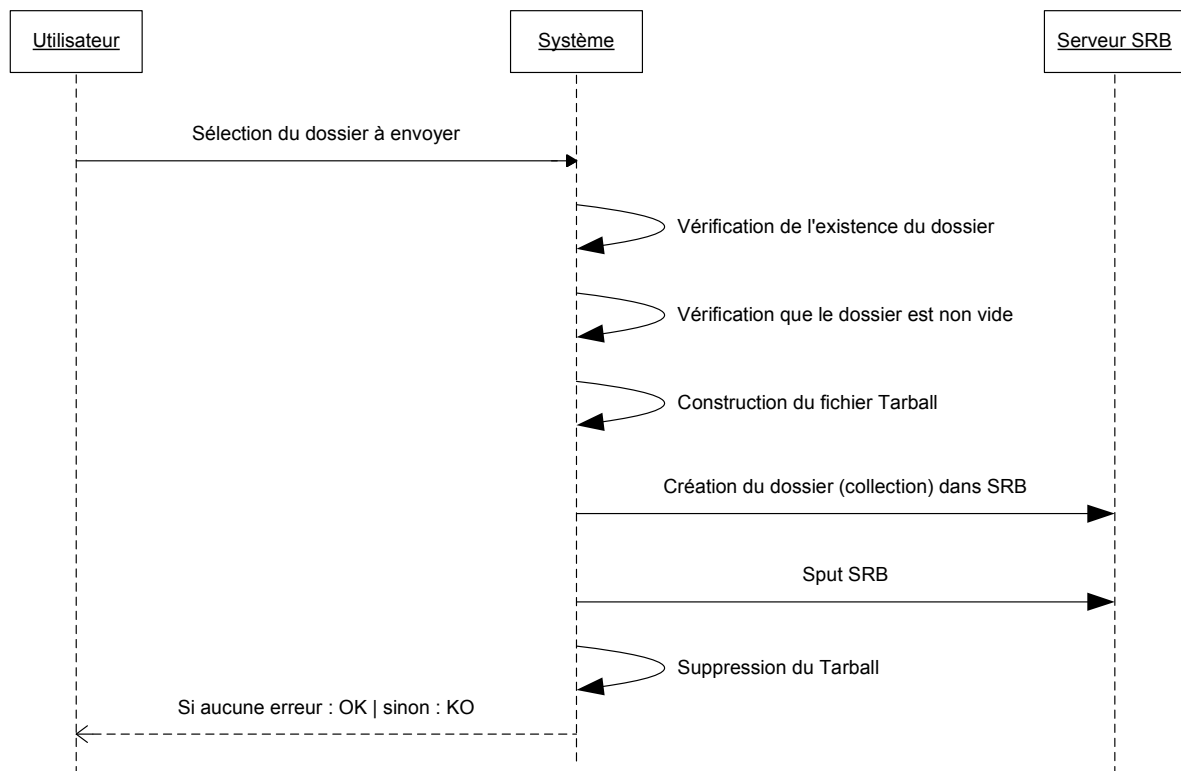 Utilisateur
Système
Serveur SRB
Sélection du dossier à envoyer
Vérification de l'existence du dossier
Vérification que le dossier est non vide
Construction du fichier Tarball
Création du dossier (collection) dans SRB
Sput SRB
Suppression du Tarball
Si aucune erreur : OK | sinon : KO